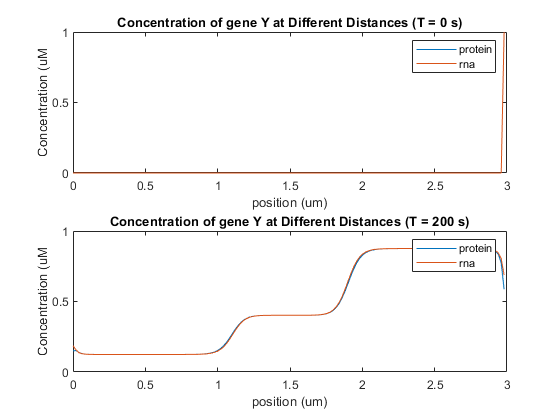 Concentration of gene Y at Different Distances (T = 0 s)
1
0.5
0
Concentration (uM
protein
rna
0 0.5 1 1.5 2 2.5 3
position (um)
Concentration of gene Y at Different Distances (T = 200 s)
1
0.5
0
Concentration (uM
protein
rna
0 0.5 1 1.5 2 2.5 3
position (um)